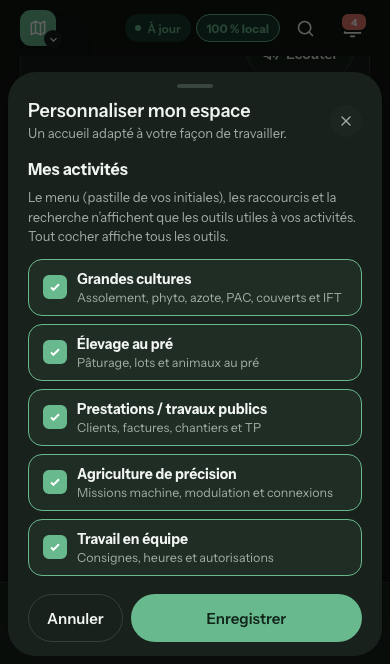 À jour
100 % local
4
Écouter
Personnaliser mon espace
Un accueil adapté à votre façon de travailler.
Mes activités
Le menu (pastille de vos initiales), les raccourcis et la
recherche n'affichent que les outils utiles à vos activités.
Tout cocher affiche tous les outils.
Grandes cultures
Assolement, phyto, azote, PAC, couverts et IFT
Élevage au pré
Pâturage, lots et animaux au pré
Prestations / travaux publics
Clients, factures, chantiers et TP
Agriculture de précision
Missions machine, modulation et connexions
Travail en équipe
Consignes, heures et autorisations
Annuler
Enregistrer